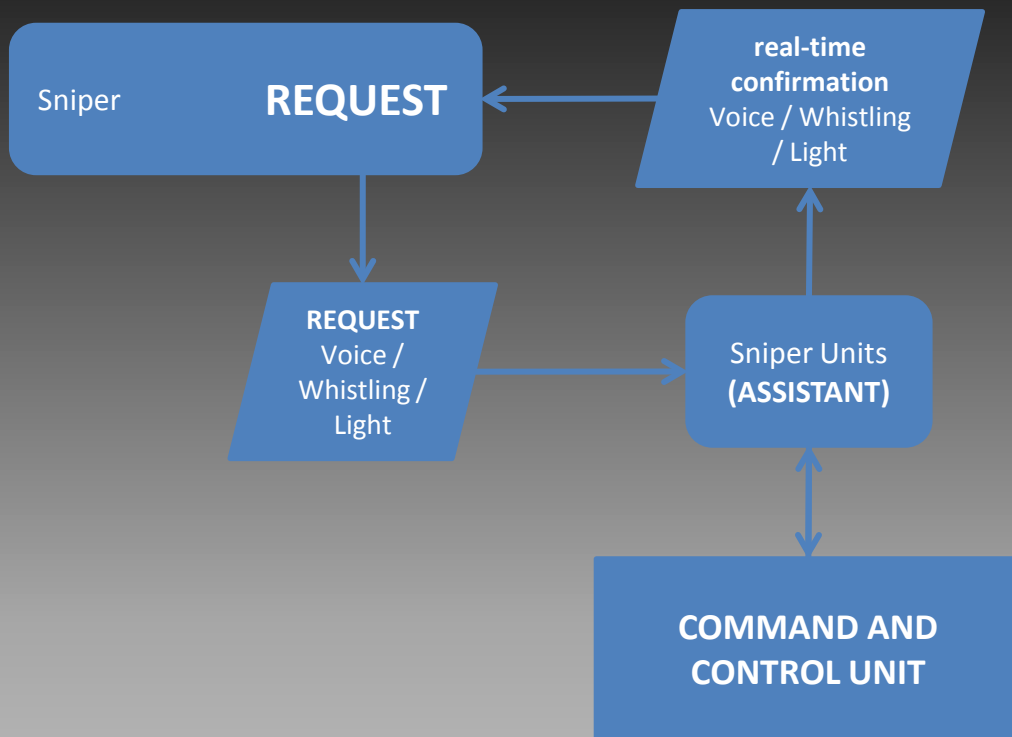 Sniper REQUEST
real-time
confirmation
Voice / Whistling
/ Light
REQUEST
Voice /
Whistling /
Light
Sniper Units
(ASSISTANT)
COMMAND AND
CONTROL UNIT